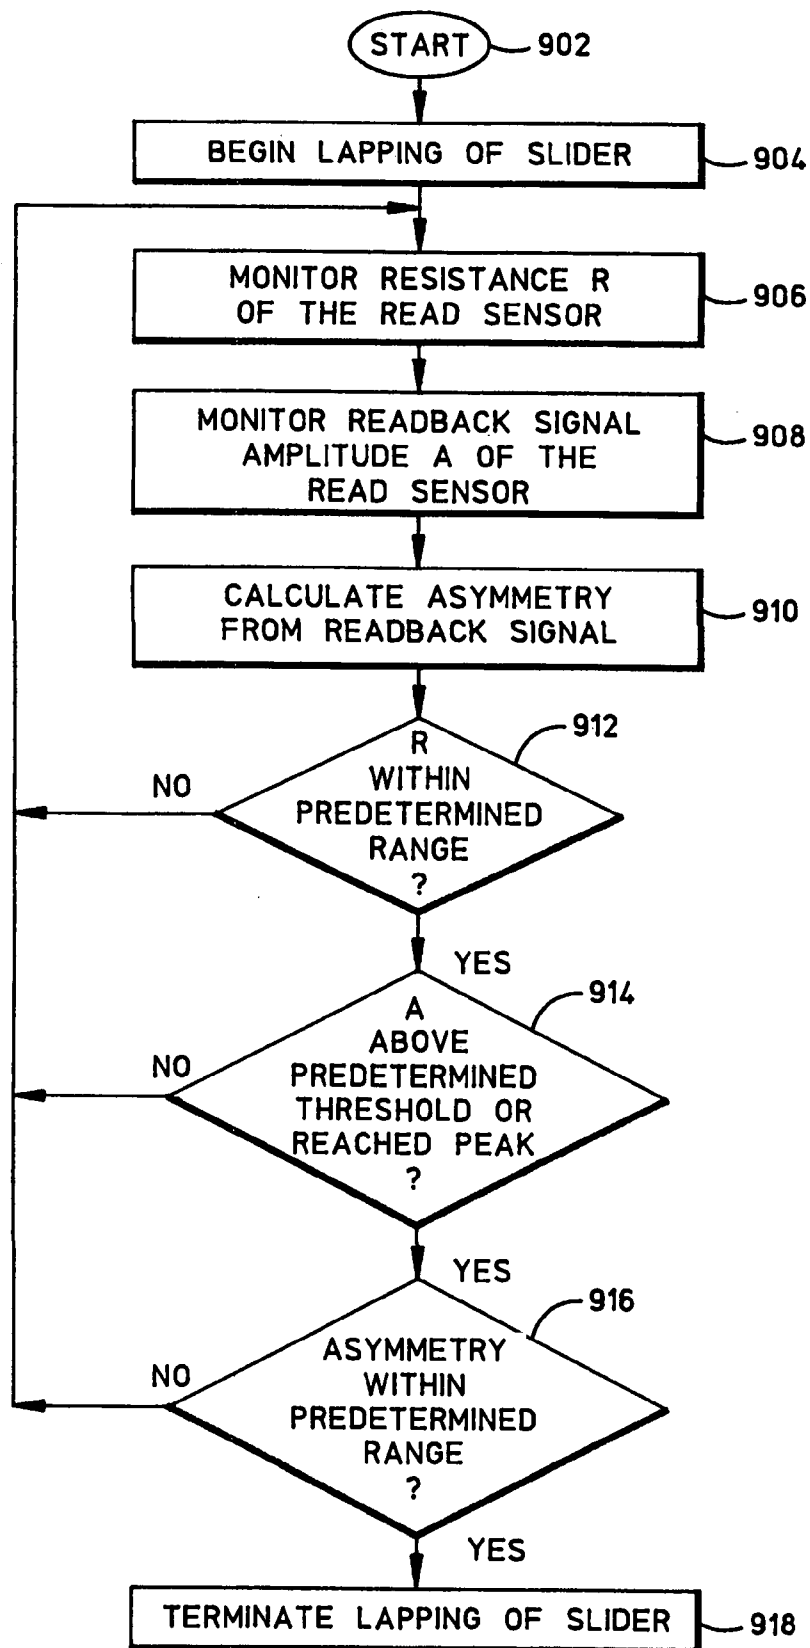 START
902
BEGIN LAPPING OF SLIDER
904
MONITOR RESISTANCE R
OF THE READ SENSOR
906
MONITOR READBACK SIGNAL
AMPLITUDE A OF THE
READ SENSOR
908
CALCULATE ASYMMETRY
FROM READBACK SIGNAL
910
912
R
WITHIN
PREDETERMINED
RANGE
?
NO
YES
914
A
ABOVE
PREDETERMINED
THRESHOLD OR
REACHED PEAK
?
NO
YES
916
ASYMMETRY
WITHIN
PREDETERMINED
RANGE
?
NO
YES
TERMINATE LAPPING OF SLIDER
918